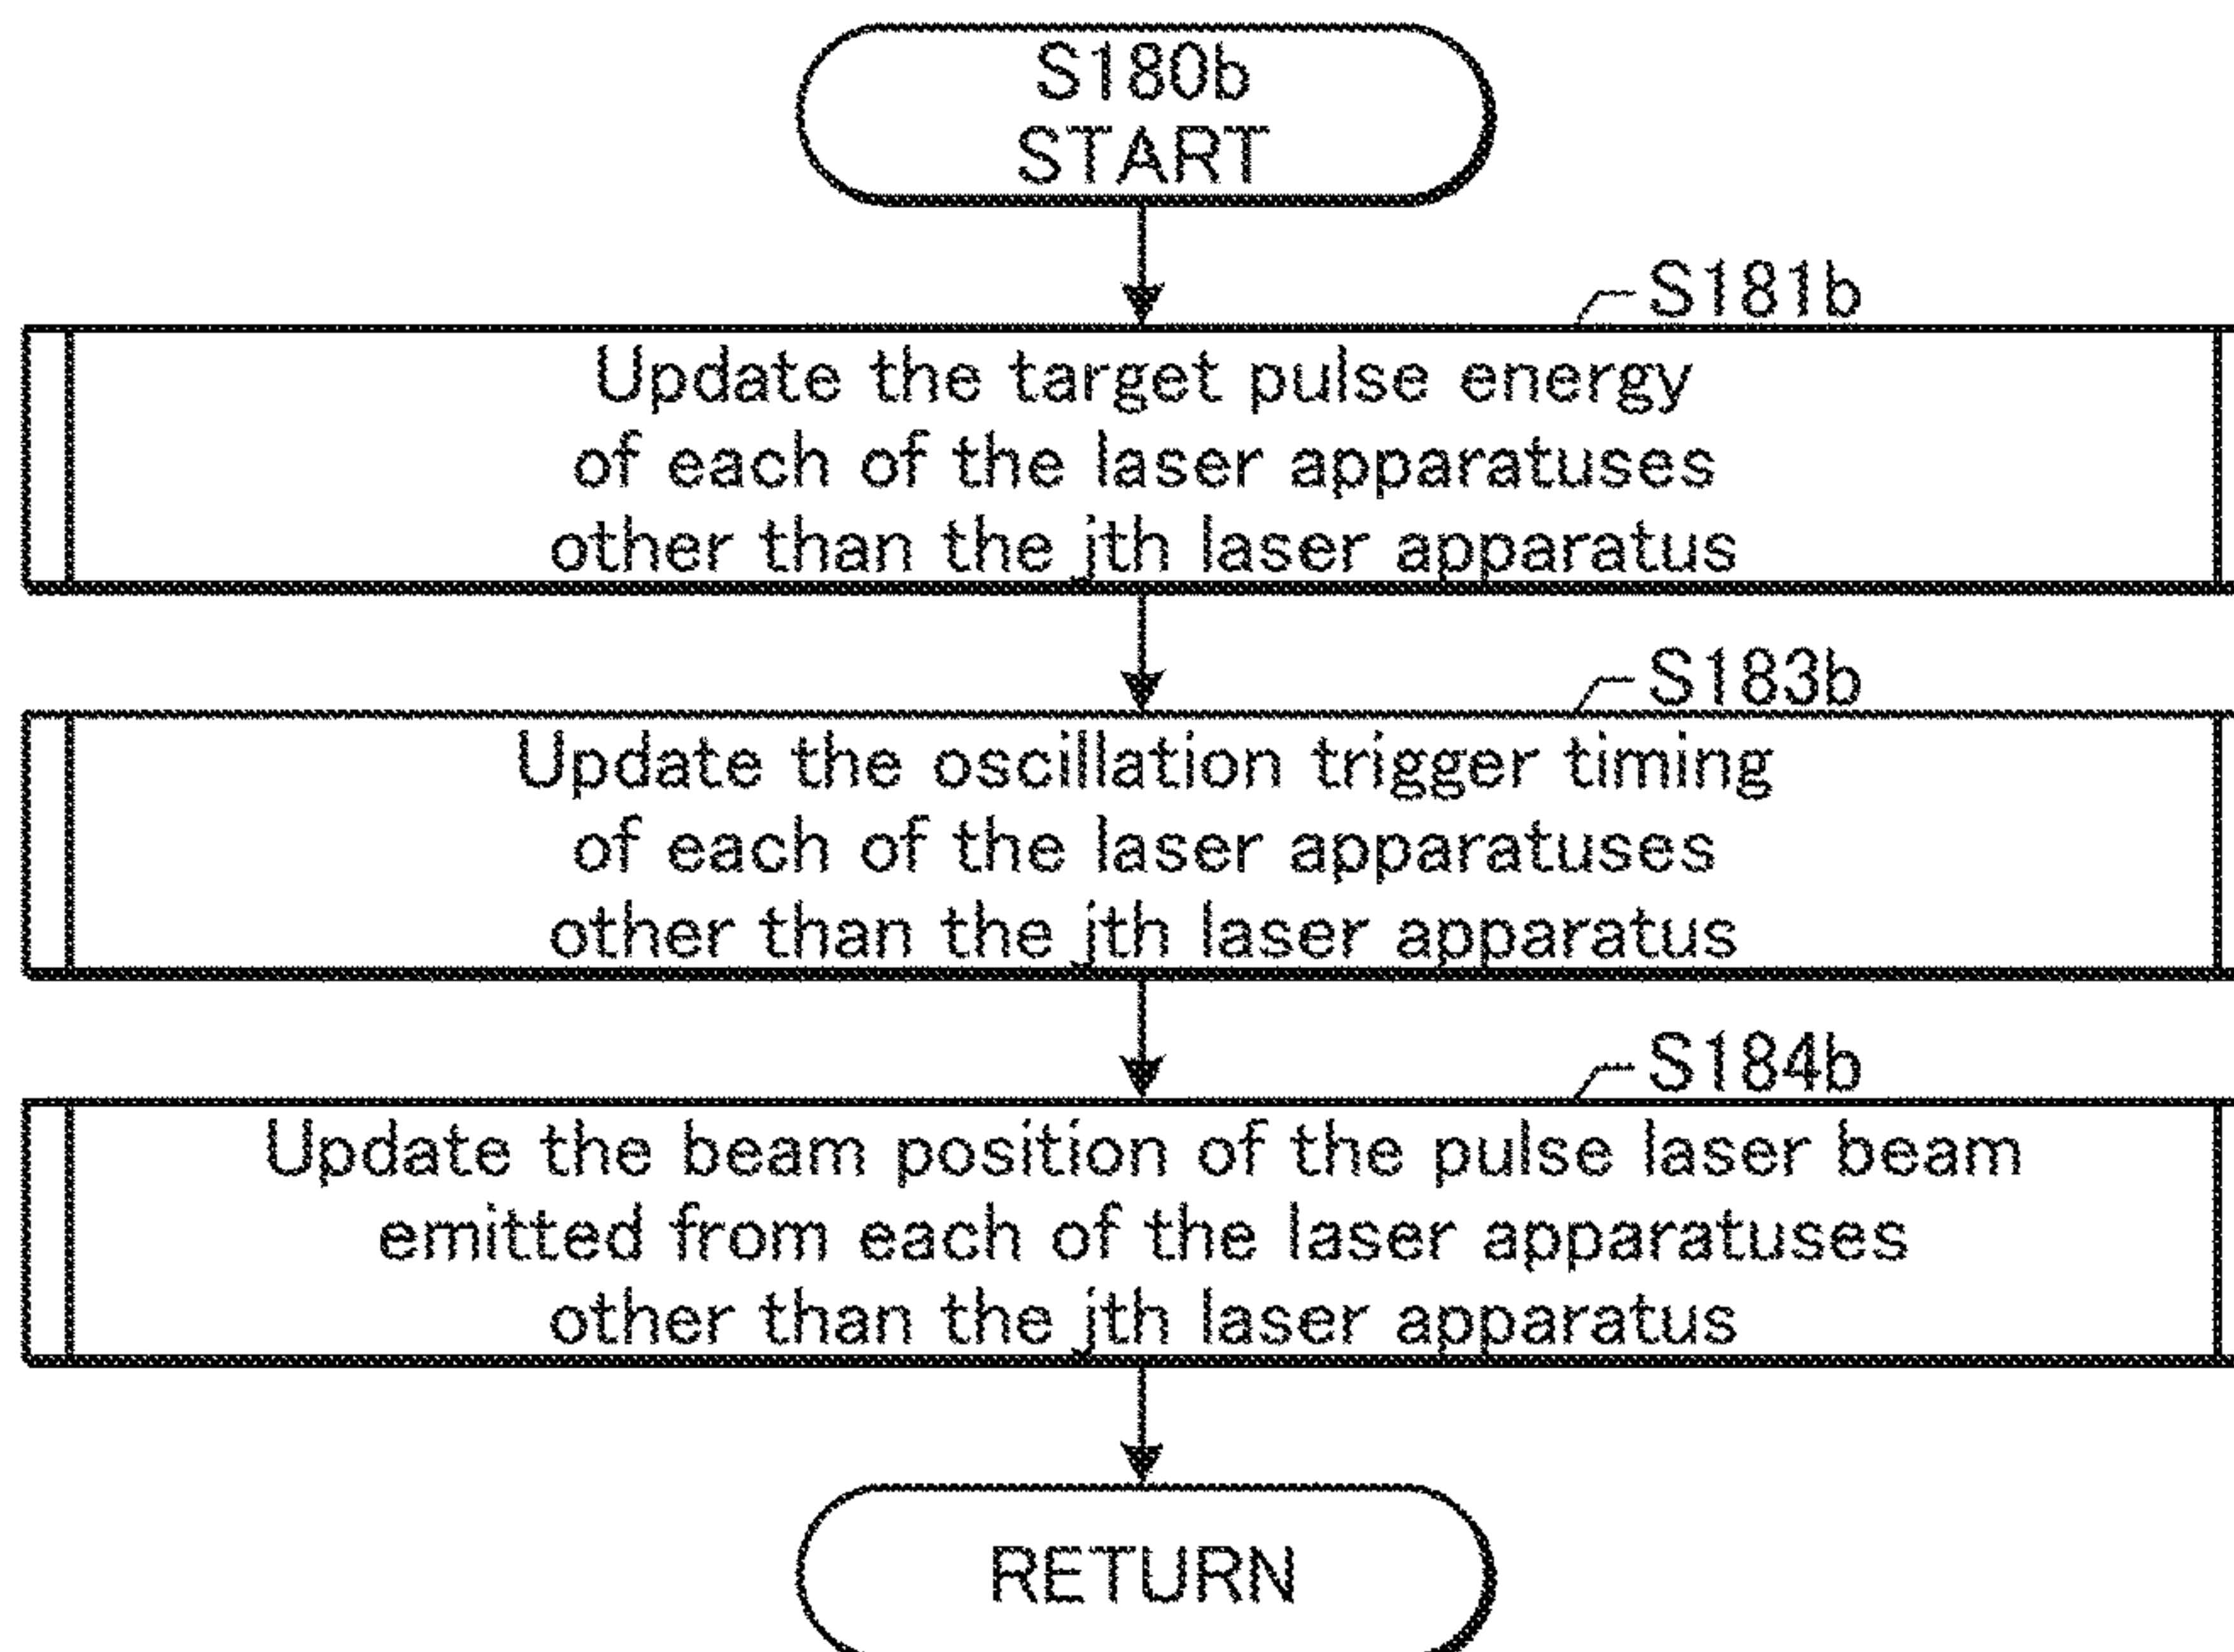 S180b
START
S181b
Update the target pulse energy
of each of the laser apparatuses
other than the jth laser apparatus
S183b
Update the oscillation trigger timing
of each of the laser apparatuses
other than the jth laser apparatus
S184b
Update the beam position of the pulse laser beam
emitted from each of the laser apparatuses
other than the jth laser apparatus
RETURN